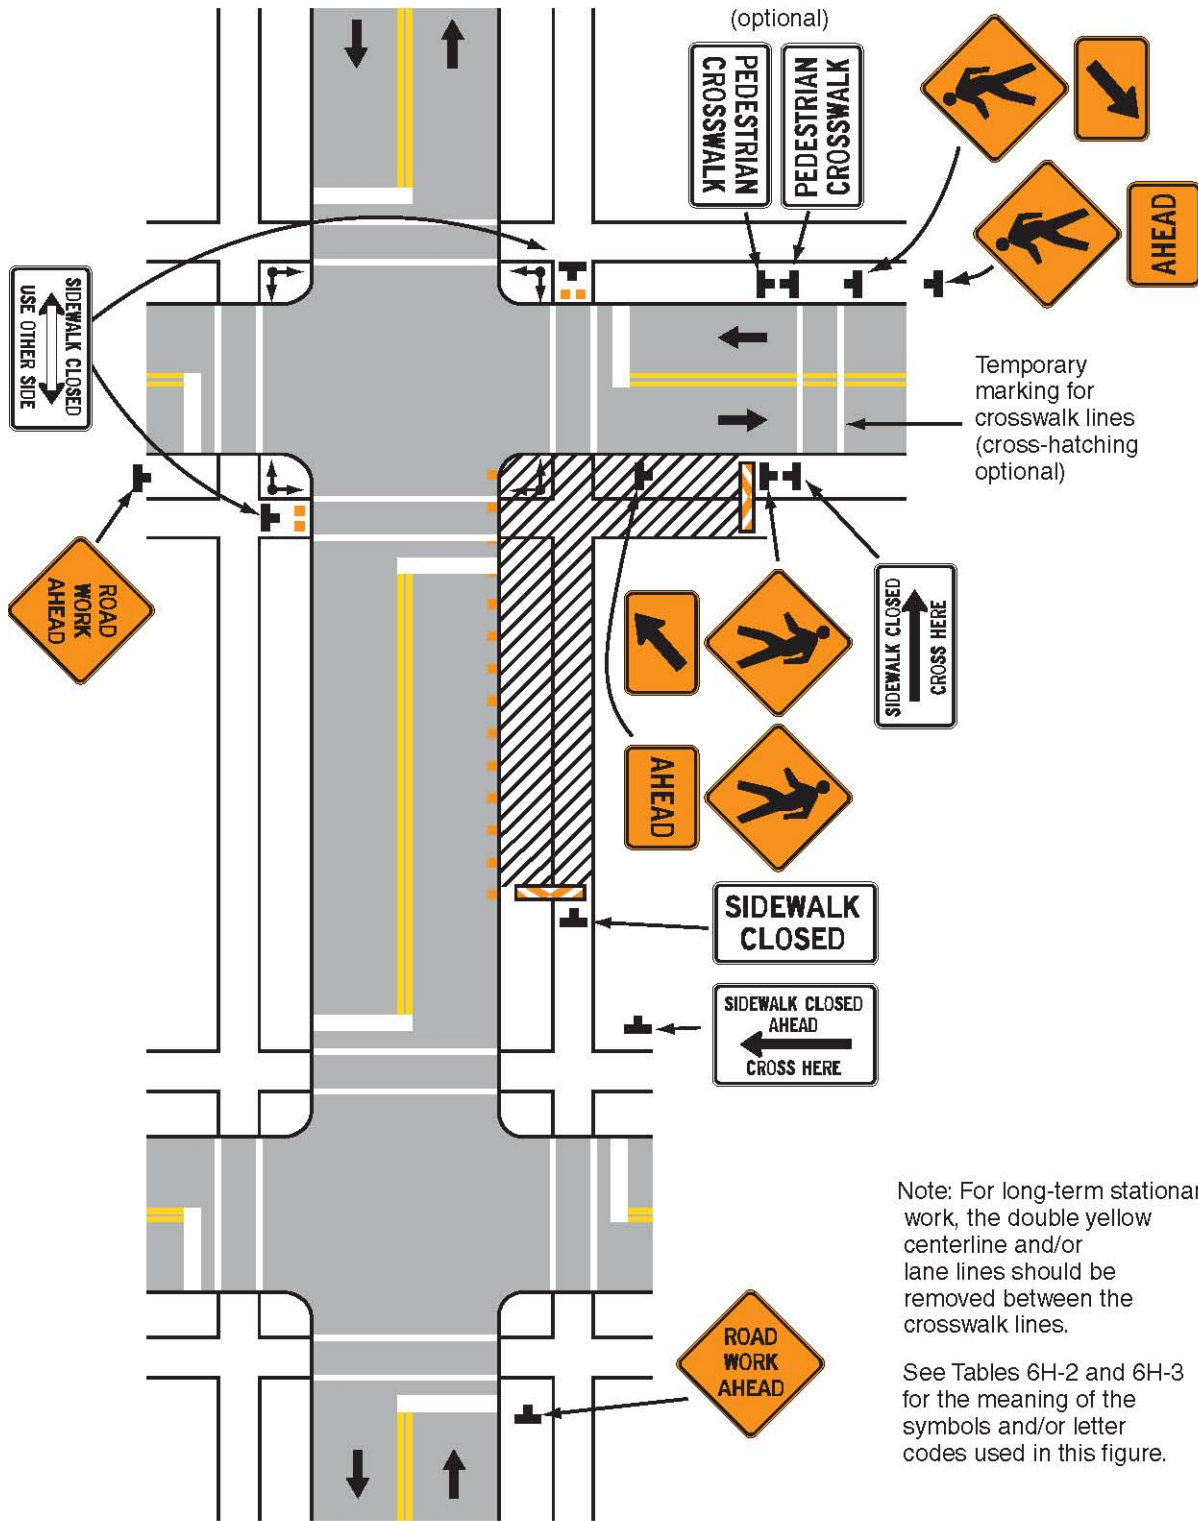 (optional)
PEDESTRIAN
CROSSWALK
PEDESTRIAN
CROSSWALK
AHEAD
SIDEWALK CLOSED
USE OTHER SIDE
Temporary
marking for
crosswalk lines
(cross-hatching
optional)
ROAD
WORK
AHEAD
SIDEWALK CLOSED
CROSS HERE
AHEAD
SIDEWALK
CLOSED
SIDEWALK CLOSED
AHEAD
CROSS HERE
Note: For long-term stationar
work, the double yellow
centerline and/or
lane lines should be
removed between the
crosswalk lines.
ROAD
WORK
AHEAD
See Tables 6H-2 and 6H-3
for the meaning of the
symbols and/or letter
codes used in this figure.